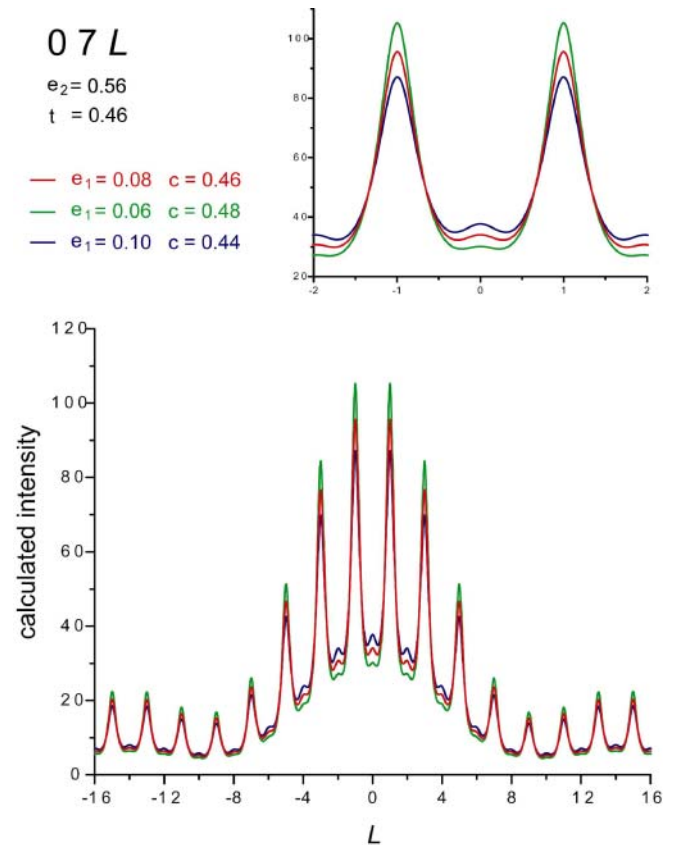 0 7 L
e₂ = 0.56
t = 0.46
e₁ = 0.08 c = 0.46
e₁ = 0.06 c = 0.48
e₁ = 0.10 c = 0.44
100
80
60
40
20
-2 -1 0 1 2
120
100
80
60
40
20
0
calculated intensity
-16 -12 -8 -4 0 4 8 12 16
L